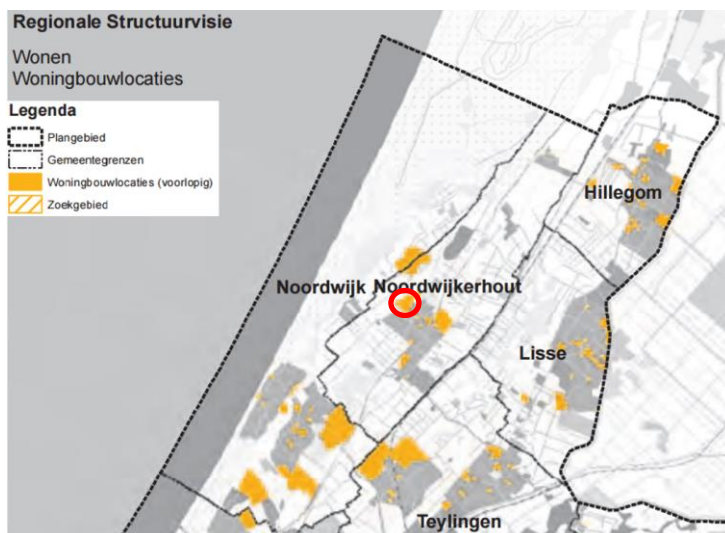 Regionale Structuurvisie
Wonen
Woningbouwlocaties
Legenda
Plangebied
Gemeentegrenzen
Woningbouwlocaties (voorlopig)
Zoekgebied
Hillegom
Noordwijk Noordwijkerhout
Lisse
Teylingen